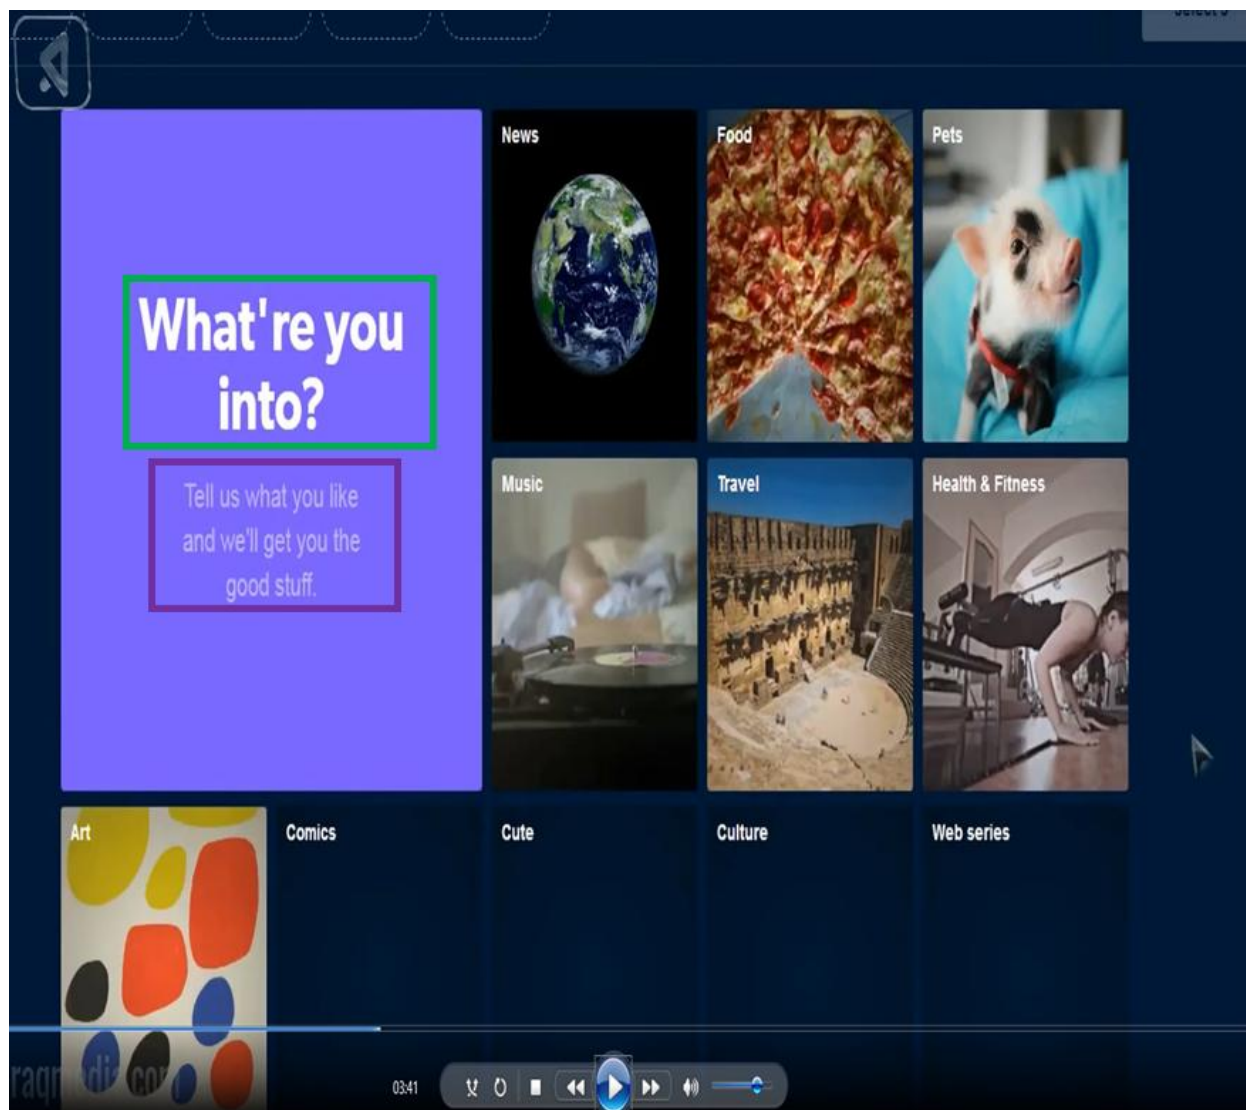 News
Food
Pets
What're you
into?
Tell us what you like
and we'll get you the
good stuff.
Music
Travel
Health & Fitness
Art
Comics
Cute
Culture
Web series
03:41